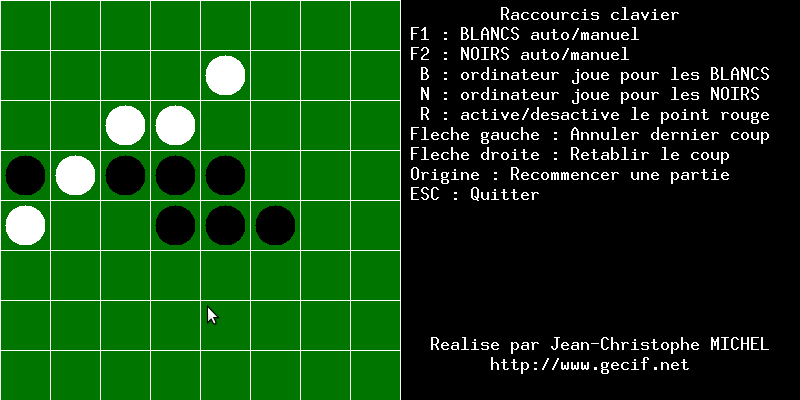 Raccourcis clavier
F1 : BLANCS auto/manuel
F2 : NOIRS auto/manuel
B : ordinateur joue pour les BLANCS
N : ordinateur joue pour les NOIRS
R : active/desactive le point rouge
Fleche gauche : Annuler dernier coup
Fleche droite : Retablir le coup
Origine : Recommencer une partie
ESC : Quitter
Realise par Jean-Christophe MICHEL
http://www.gecif.net